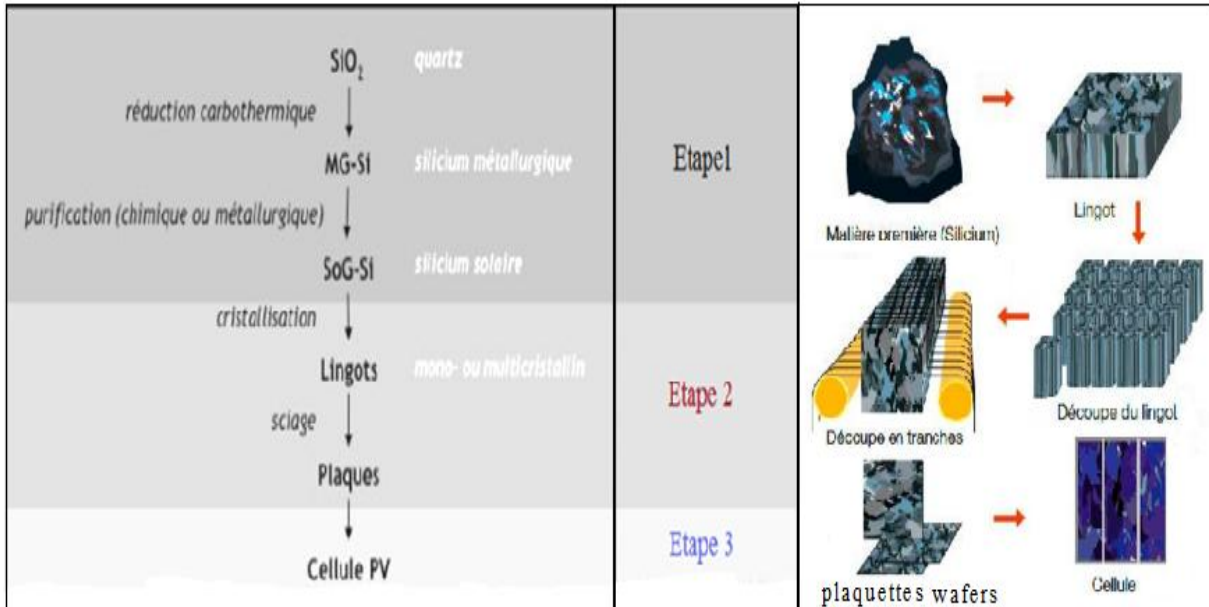 SiO₂ quartz
réduction carbothermique
MG-Si silicium métallurgique
purification (chimique ou métallurgique)
SoG-Si silicium solaire
cristallisation
Lingots mono- ou multicristallin
sciage
Plaques
Cellule PV
Etape1
Etape 2
Etape 3
Matière première (Silicium)
Lingot
Découpe du lingot
Découpe en tranches
plaquettes wafers
Cellule